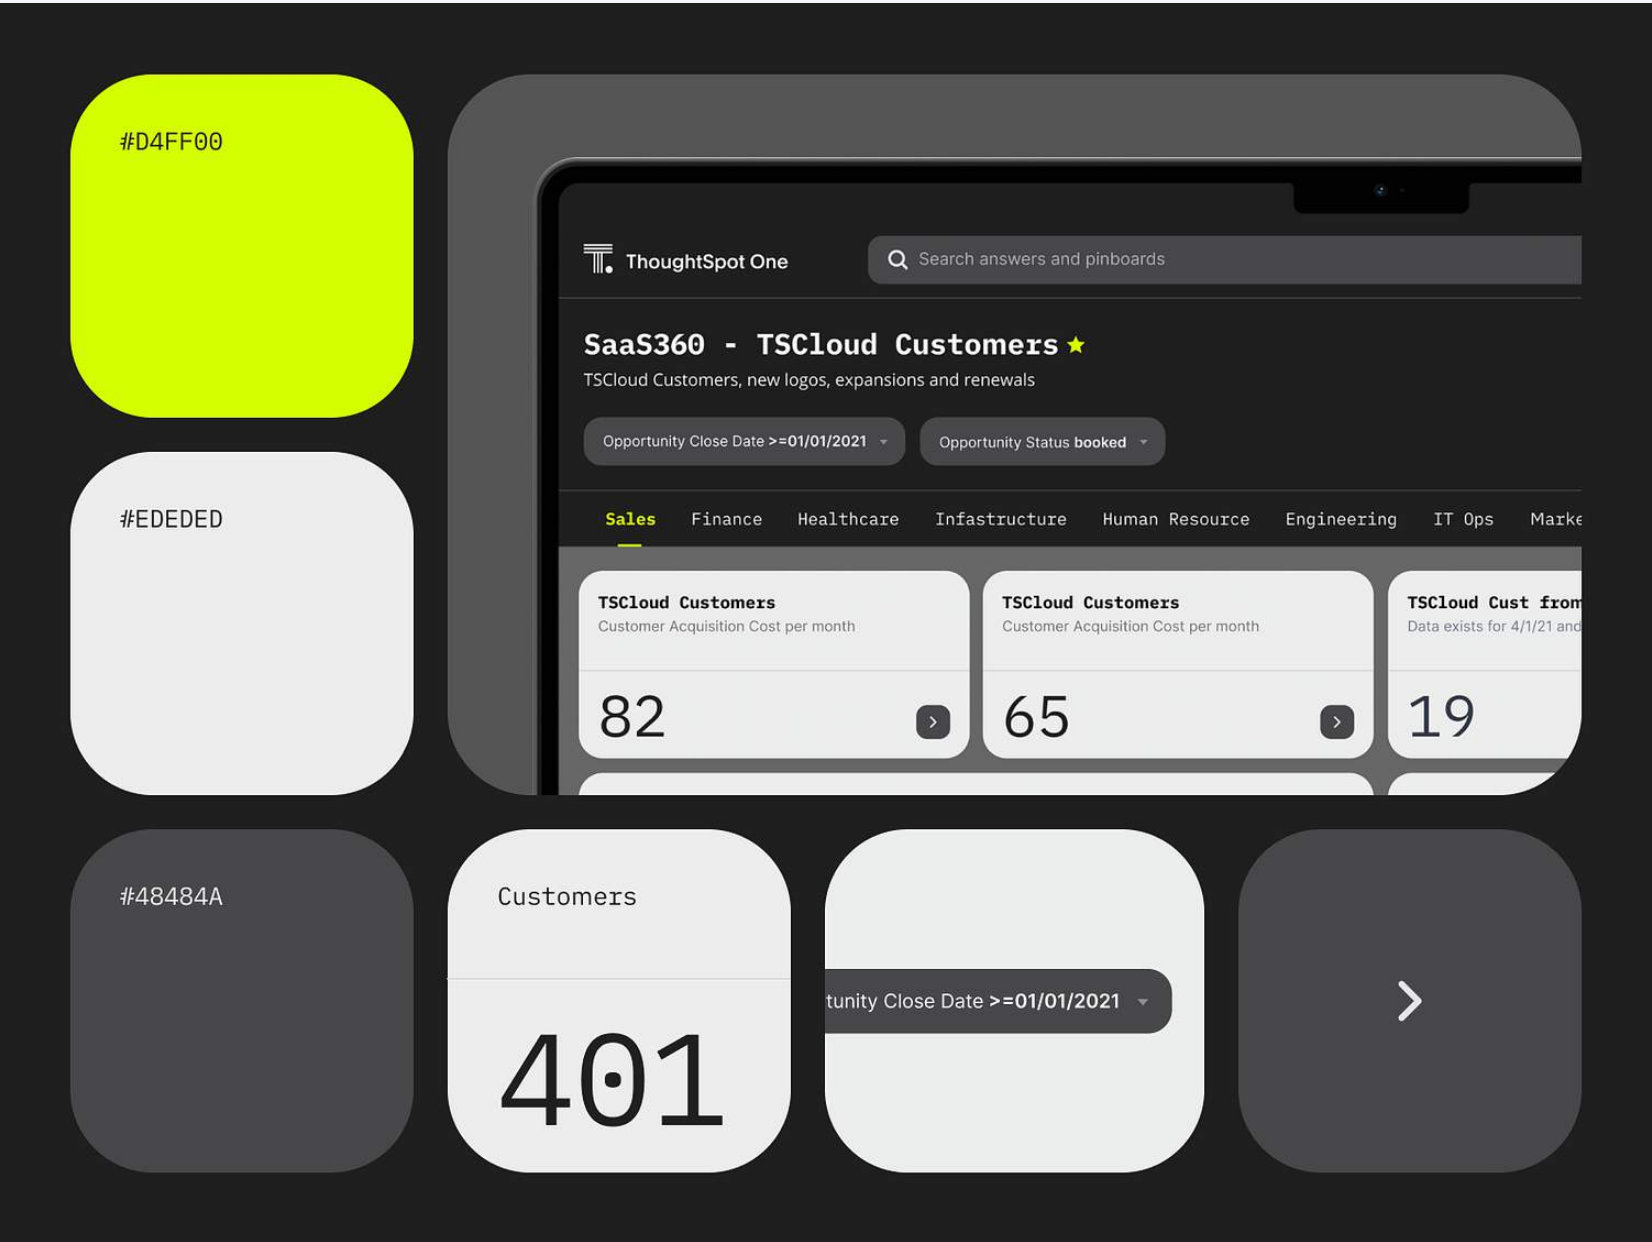 #D4FF00
ThoughtSpot One
Search answers and pinboards
SaaS360 - TSCloud Customers
TSCloud Customers, new logos, expansions and renewals
Opportunity Close Date >=01/01/2021
Opportunity Status booked
Sales Finance Healthcare Infastructure Human Resource Engineering IT Ops Marke
TSCloud Customers
Customer Acquisition Cost per month
82
TSCloud Customers
Customer Acquisition Cost per month
65
TSCloud Cust from
Data exists for 4/1/21 and
19
#EDEDED
#48484A
Customers
401
tunity Close Date >=01/01/2021